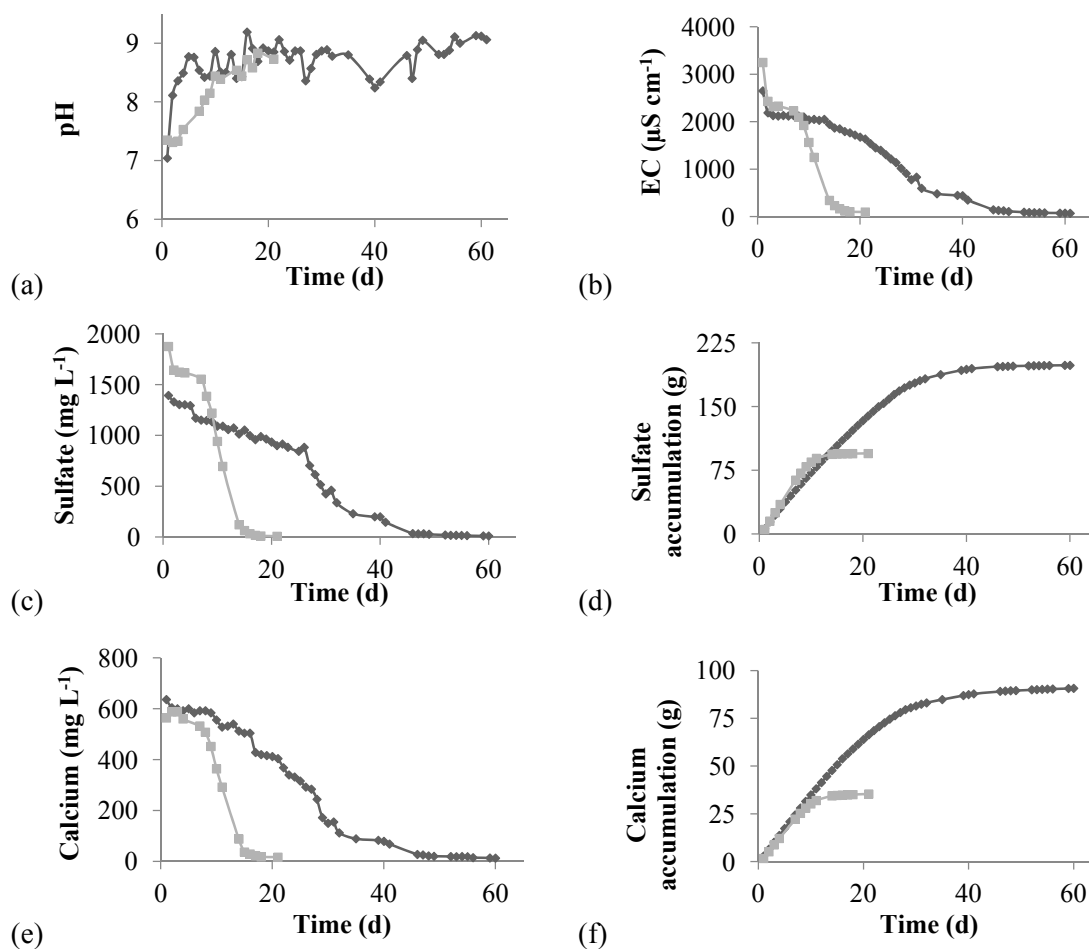 10
9
8
7
6
pH
0 20 40 60
Time (d)
(a)
4000
3000
2000
1000
0
EC (µS cm⁻¹)
0 20 40 60
Time (d)
(b)
2000
1500
1000
500
0
Sulfate (mg L⁻¹)
0 20 40 60
Time (d)
(c)
225
150
75
0
Sulfate
accumulation (g)
0 20 40 60
Time (d)
(d)
800
600
400
200
0
Calcium (mg L⁻¹)
0 20 40 60
Time (d)
(e)
100
75
50
25
0
Calcium
accumulation (g)
0 20 40 60
Time (d)
(f)